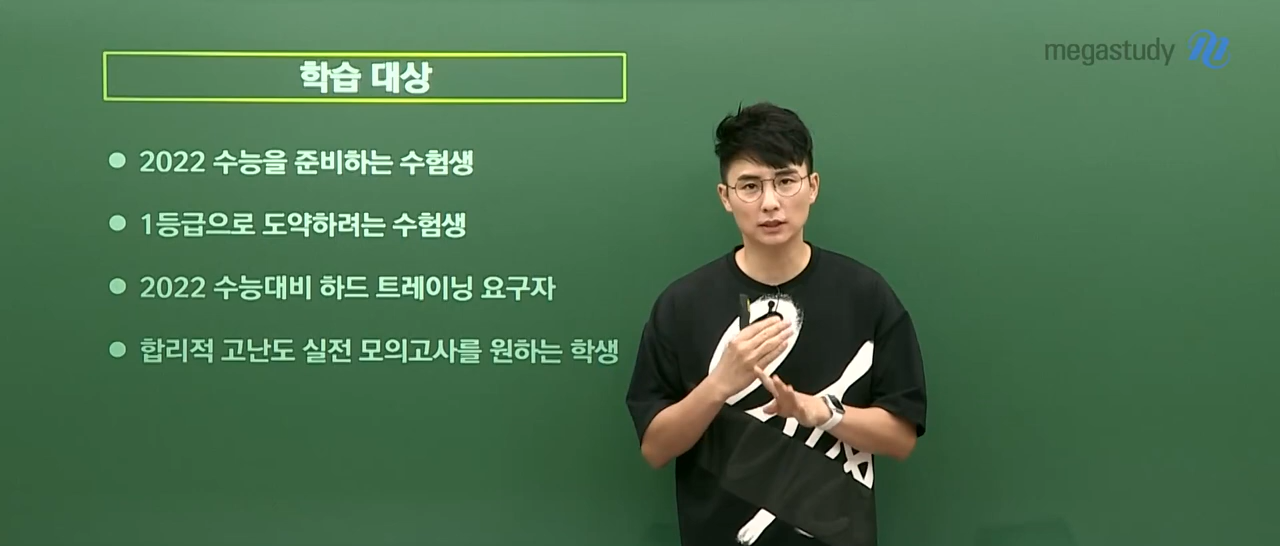 학습 대상
megastudy
● 2022 수능을 준비하는 수험생
● 1등급으로 도약하려는 수험생
● 2022 수능대비 하드 트레이닝 요구자
● 합리적 고난도 실전 모의고사를 원하는 학생